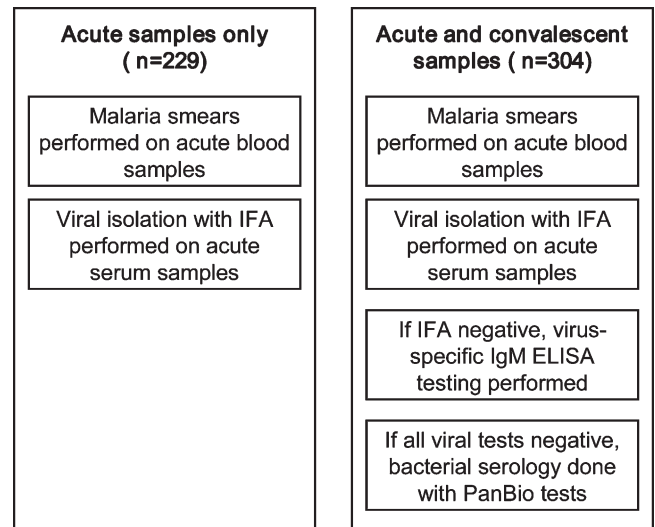 Acute samples only
( n=229)
Malaria smears
performed on acute blood
samples
Viral isolation with IFA
performed on acute
serum samples
Acute and convalescent
samples ( n=304)
Malaria smears
performed on acute blood
samples
Viral isolation with IFA
performed on acute
serum samples
If IFA negative, virus-
specific IgM ELISA
testing performed
If all viral tests negative,
bacterial serology done
with PanBio tests